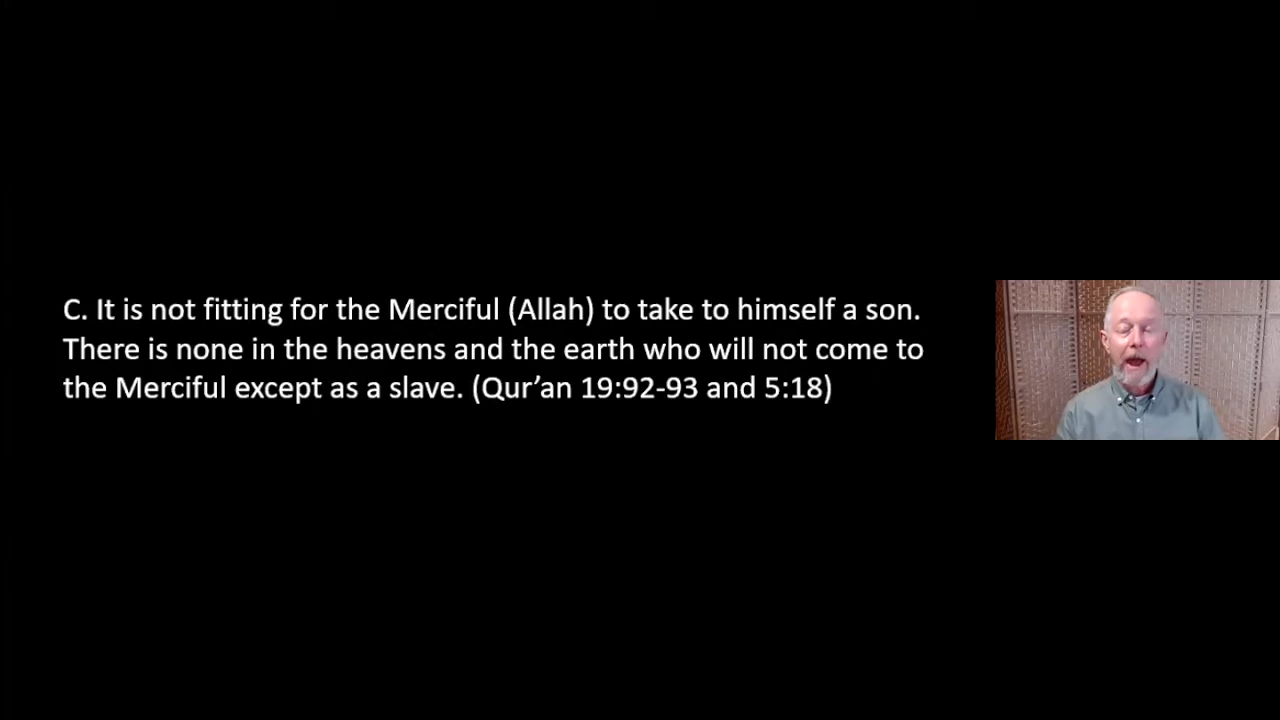 C. It is not fitting for the Merciful (Allah) to take to himself a son.
There is none in the heavens and the earth who will not come to
the Merciful except as a slave. (Qur’an 19:92-93 and 5:18)